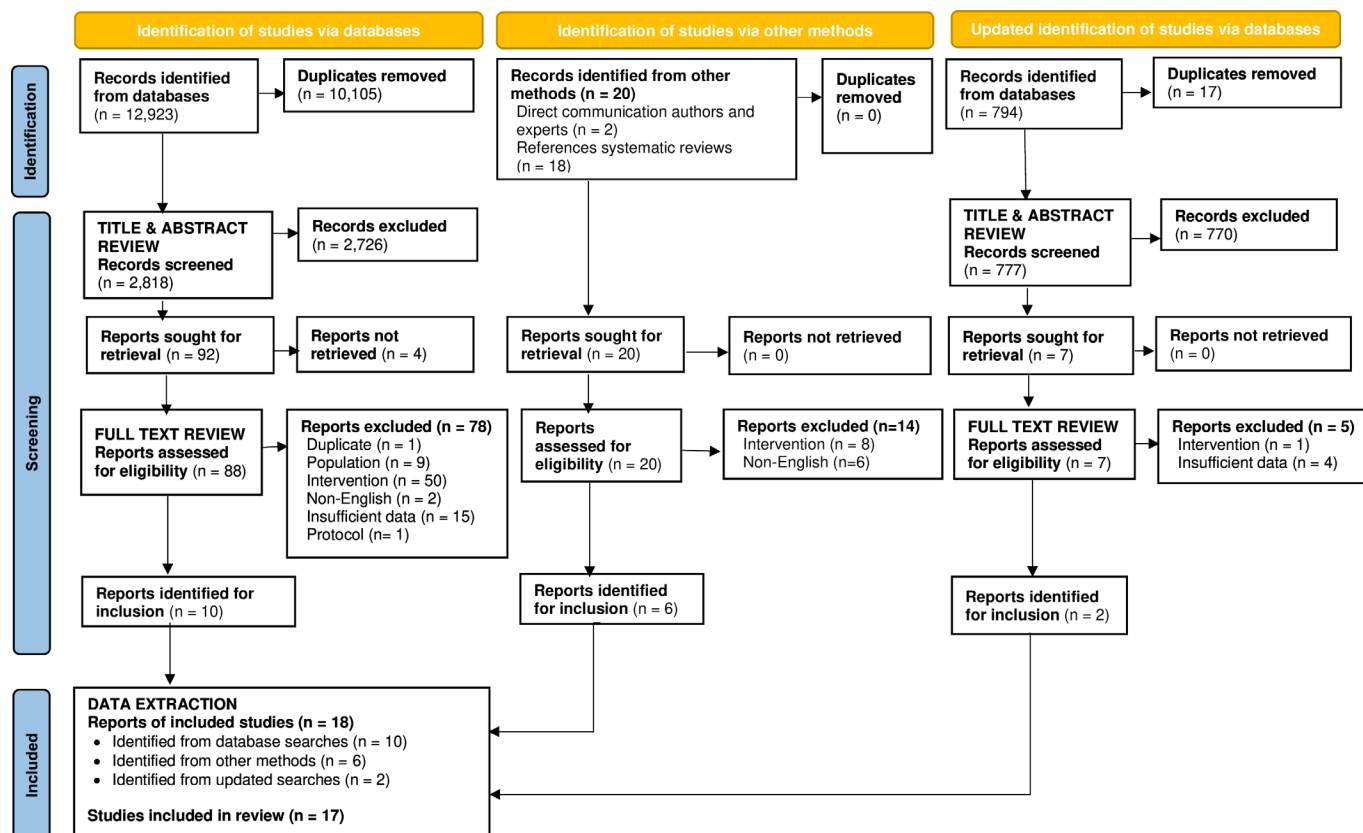 Identification of studies via databases
Identification of studies via other methods
Updated identification of studies via databases
Identification
Records identified
from databases
(n = 12,923)
Duplicates removed
(n = 10,105)
Records identified from other
methods (n = 20)
Direct communication authors and
experts (n = 2)
References systematic reviews
(n = 18)
Duplicates
removed
(n = 0)
Records identified
from databases
(n = 794)
Duplicates removed
(n = 17)
Screening
TITLE & ABSTRACT
REVIEW
Records screened
(n = 2,818)
Records excluded
(n = 2,726)
TITLE & ABSTRACT
REVIEW
Records screened
(n = 777)
Records excluded
(n = 770)
Reports sought for
retrieval (n = 92)
Reports not
retrieved (n = 4)
Reports sought for
retrieval (n = 20)
Reports not retrieved
(n = 0)
Reports sought for
retrieval (n = 7)
Reports not retrieved
(n = 0)
FULL TEXT REVIEW
Reports assessed
for eligibility (n = 88)
Reports excluded (n = 78)
Duplicate (n = 1)
Population (n = 9)
Intervention (n = 50)
Non-English (n = 2)
Insufficient data (n = 15)
Protocol (n= 1)
Reports
assessed for
eligibility (n = 20)
Reports excluded (n=14)
Intervention (n = 8)
Non-English (n=6)
FULL TEXT REVIEW
Reports assessed
for eligibility (n = 7)
Reports excluded (n = 5)
Intervention (n = 1)
Insufficient data (n = 4)
Reports identified for
inclusion (n = 10)
Reports identified
for inclusion (n = 6)
Reports identified
for inclusion (n = 2)
Included
DATA EXTRACTION
Reports of included studies (n = 18)
• Identified from database searches (n = 10)
• Identified from other methods (n = 6)
• Identified from updated searches (n = 2)
Studies included in review (n = 17)